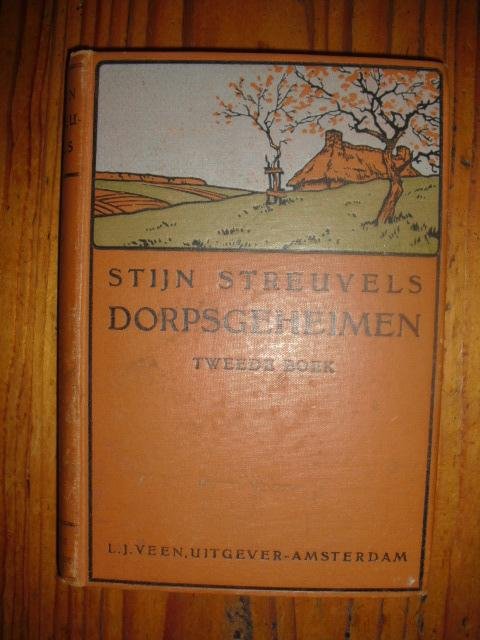 STIJN STREUVELS
DORPSGEHEIMEN
TWEEDE BOEK
L.J. VEEN, UITGEVER-AMSTERDAM